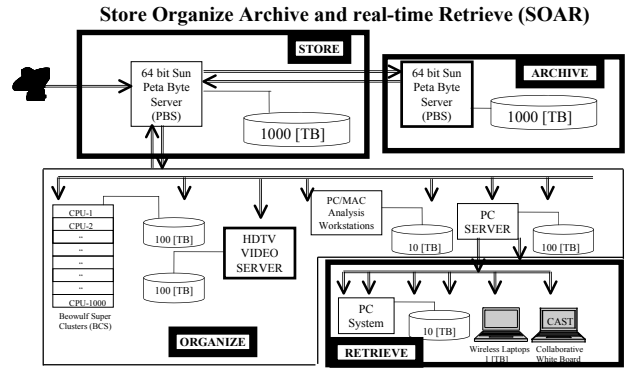 Store Organize Archive and real-time Retrieve (SOAR)
STORE
64 bit Sun
Peta Byte
Server
(PBS)
1000 [TB]
ARCHIVE
64 bit Sun
Peta Byte
Server
(PBS)
1000 [TB]
CPU-1
CPU-2
..
..
..
..
..
CPU-1000
Beowulf Super
Clusters (BCS)
100 [TB]
100 [TB]
HDTV
VIDEO
SERVER
PC/MAC
Analysis
Workstations
10 [TB]
PC
SERVER
100 [TB]
ORGANIZE
PC
System
10 [TB]
Wireless Laptops
1 [TB]
CAST
Collaborative
White Board
RETRIEVE